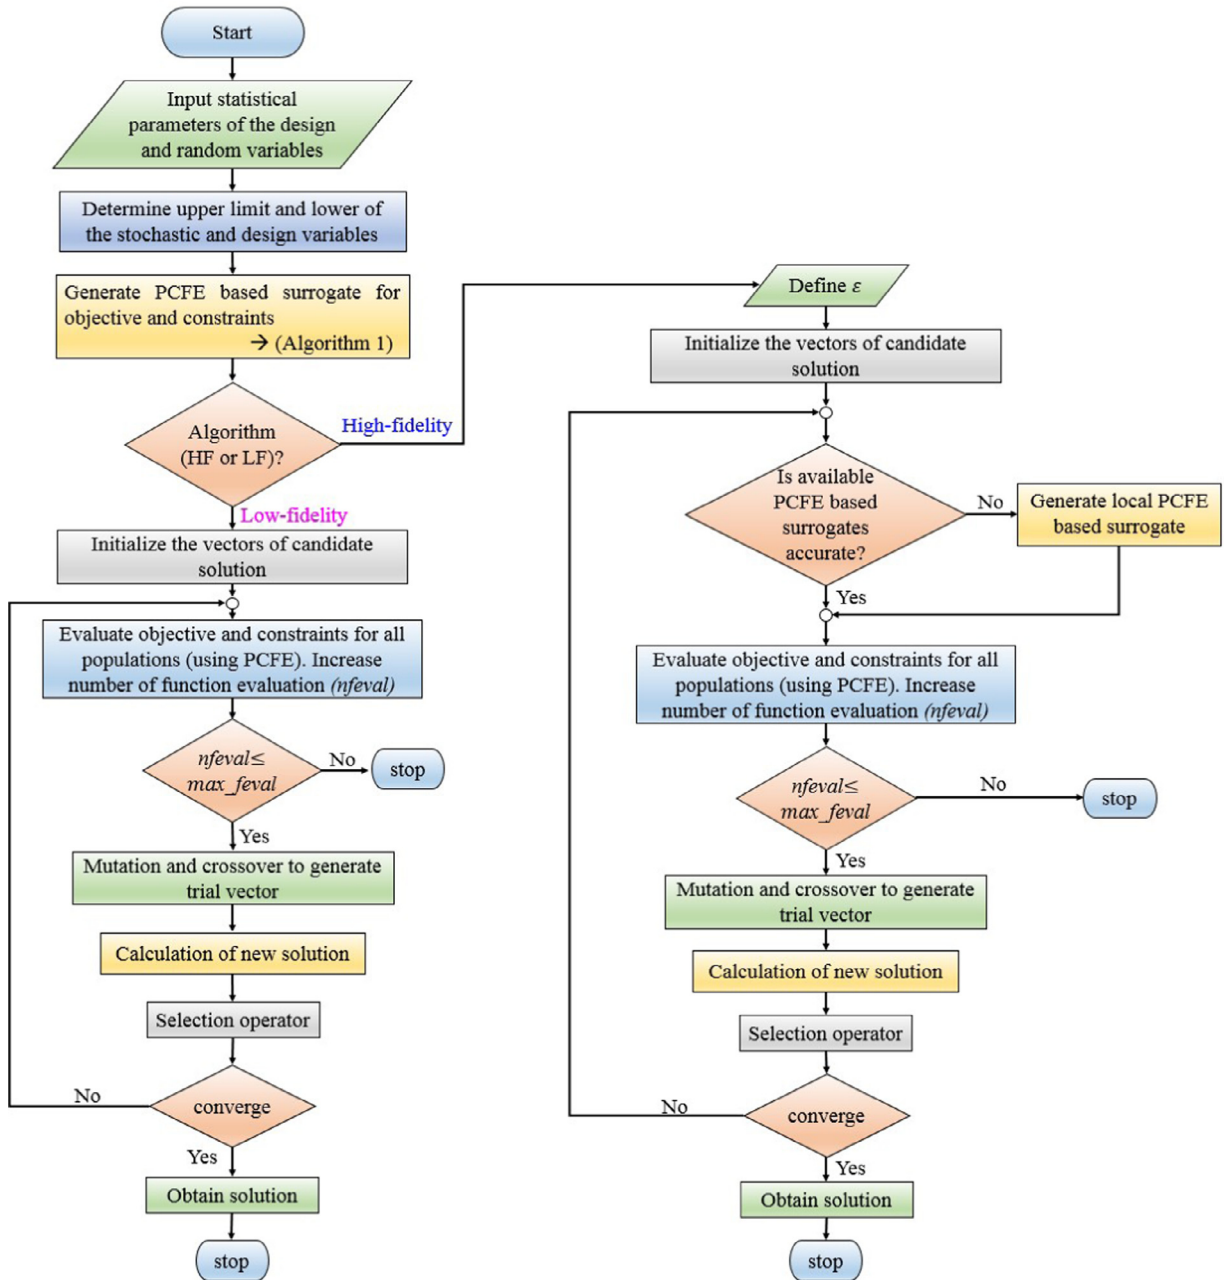 Start
Input statistical
parameters of the design
and random variables
Determine upper limit and lower of
the stochastic and design variables
Generate PCFE based surrogate for
objective and constraints
→ (Algorithm 1)
Algorithm
(HF or LF)?
High-fidelity
Low-fidelity
Initialize the vectors of candidate
solution
Evaluate objective and constraints for all
populations (using PCFE). Increase
number of function evaluation (nfeval)
nfeval≤
max_feval
No
stop
Yes
Mutation and crossover to generate
trial vector
Calculation of new solution
Selection operator
converge
No
Yes
Obtain solution
stop
Define ε
Initialize the vectors of candidate
solution
Is available
PCFE based
surrogates
accurate?
No
Generate local PCFE
based surrogate
Yes
Evaluate objective and constraints for all
populations (using PCFE). Increase
number of function evaluation (nfeval)
nfeval≤
max_feval
No
stop
Yes
Mutation and crossover to generate
trial vector
Calculation of new solution
Selection operator
converge
No
Yes
Obtain solution
stop